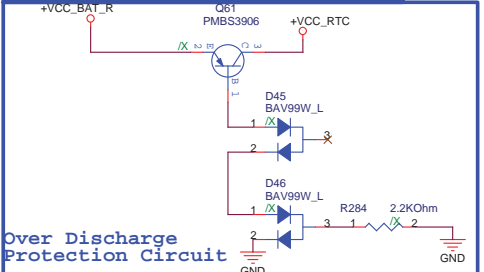 +VCC_BAT_R
Q61
PMBS3906
+VCC_RTC
/X 2 E C 3
B
1
D45
BAV99W_L
1 /X
3
2
D46
BAV99W_L
1 /X
3
2
R284 2.2KOhm
1 /X 2
GND
GND
Over Discharge
Protection Circuit